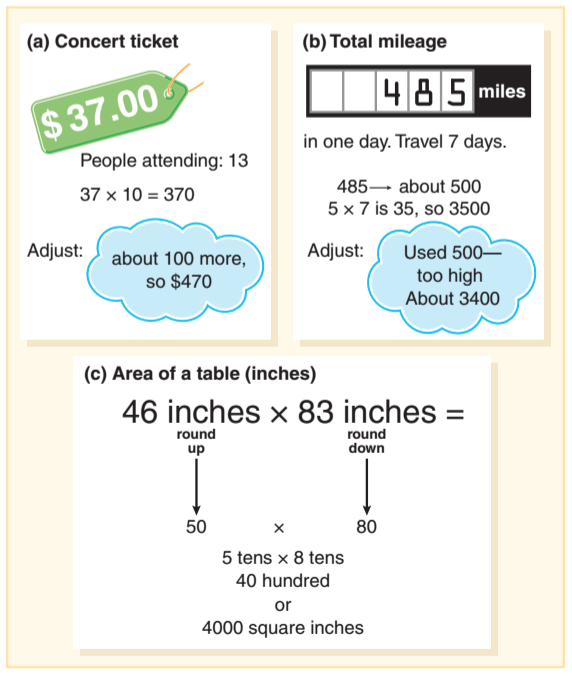 (a) Concert ticket
$37.00
People attending: 13
37 × 10 = 370
Adjust:
about 100 more,
so $470
(b) Total mileage
485 miles
in one day. Travel 7 days.
485→ about 500
5 × 7 is 35, so 3500
Adjust:
Used 500—
too high
About 3400
(c) Area of a table (inches)
46 inches × 83 inches =
round round
up down
50 × 80
5 tens × 8 tens
40 hundred
or
4000 square inches